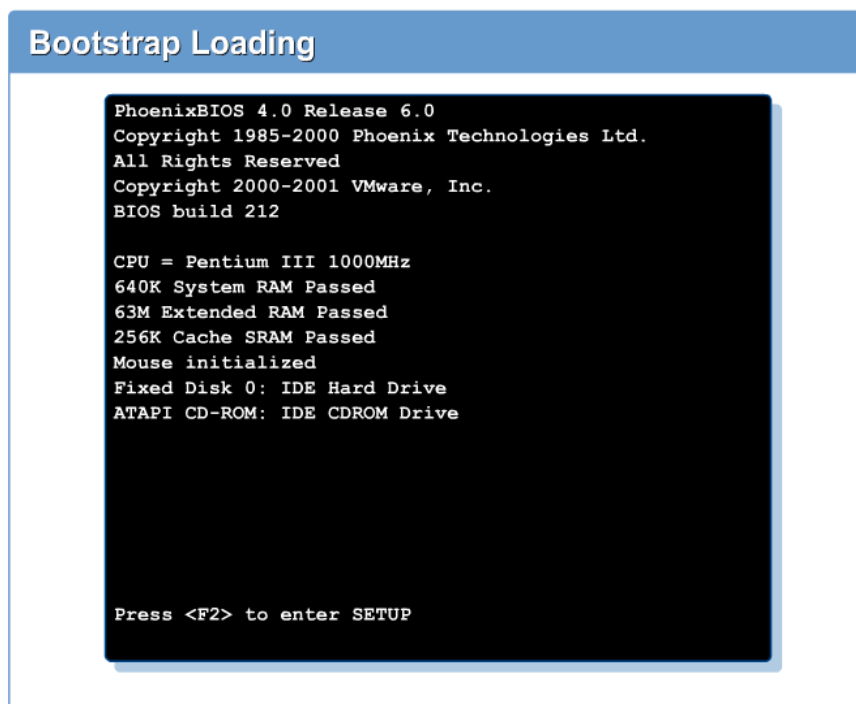 Bootstrap Loading
PhoenixBIOS 4.0 Release 6.0
Copyright 1985-2000 Phoenix Technologies Ltd.
All Rights Reserved
Copyright 2000-2001 VMware, Inc.
BIOS build 212
CPU = Pentium III 1000MHz
640K System RAM Passed
63M Extended RAM Passed
256K Cache SRAM Passed
Mouse initialized
Fixed Disk 0: IDE Hard Drive
ATAPI CD-ROM: IDE CDROM Drive
Press <F2> to enter SETUP